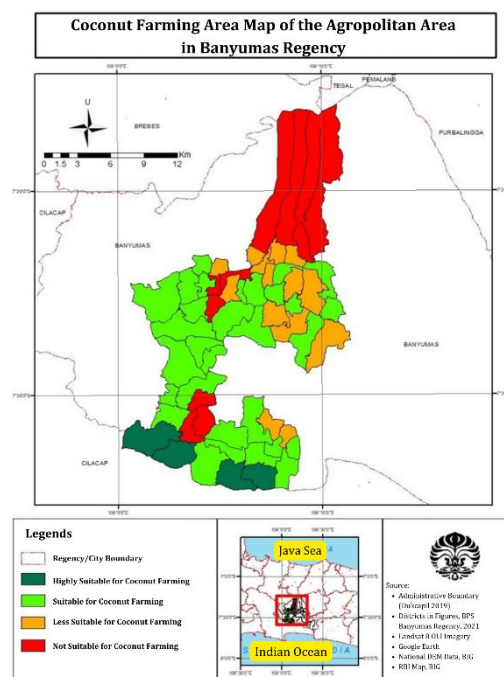 Coconut Farming Area Map of the Agropolitan Area
in Banyumas Regency
U
0 1.5 3 6 9 12
Km
TEGAL
PEMALANG
BREBES
PURBALINGGA
CILACAP
BANYUMAS
BANYUMAS
CILACAP
Legends
Regency/City Boundary
Highly Suitable for Coconut Farming
Suitable for Coconut Farming
Less Suitable for Coconut Farming
Not Suitable for Coconut Farming
Java Sea
Indian Ocean
Source:
• Administrative Boundary
(Dukcapil 2019)
• Districts in Figures, BPS
Banyumas Regency, 2021
• Landsat 8 OLI Imagery
• Google Earth
• National DEM Data, BIG
• RBI Map, BIG